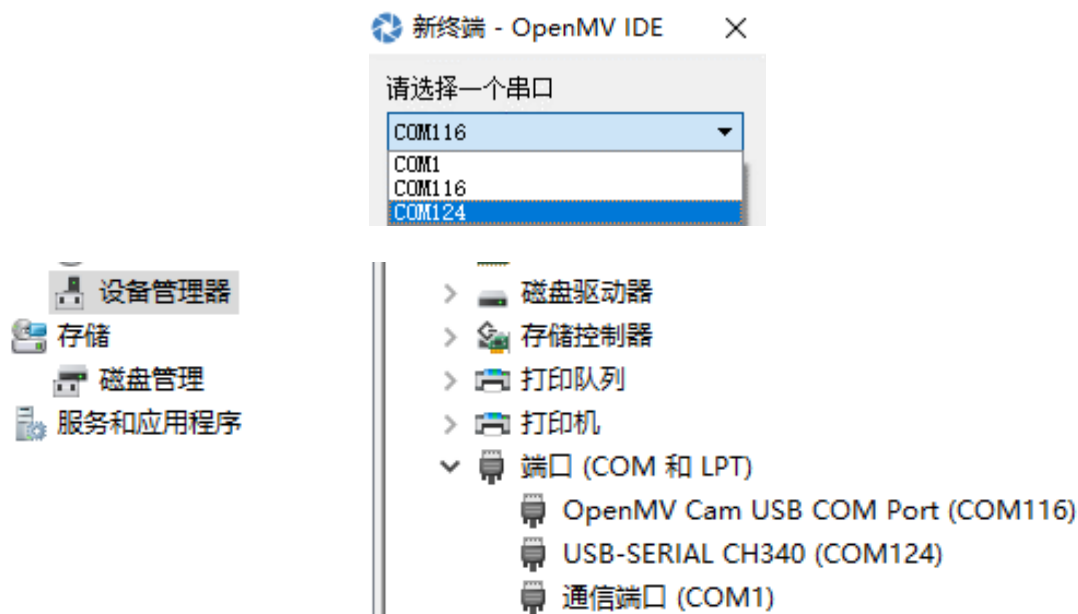 新终端 - OpenMV IDE
请选择一个串口
COM116
COM1
COM116
COM124
设备管理器
存储
磁盘管理
服务和应用程序
磁盘驱动器
存储控制器
打印队列
打印机
端口 (COM 和 LPT)
OpenMV Cam USB COM Port (COM116)
USB-SERIAL CH340 (COM124)
通信端口 (COM1)